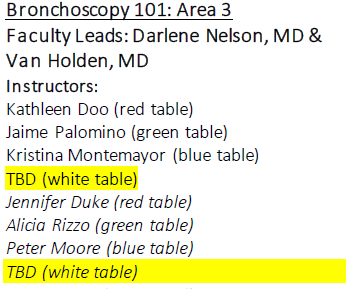 Bronchoscopy 101: Area 3
Faculty Leads: Darlene Nelson, MD &
Van Holden, MD
Instructors:
Kathleen Doo (red table)
Jaime Palomino (green table)
Kristina Montemayor (blue table)
TBD (white table)
Jennifer Duke (red table)
Alicia Rizzo (green table)
Peter Moore (blue table)
TBD (white table)